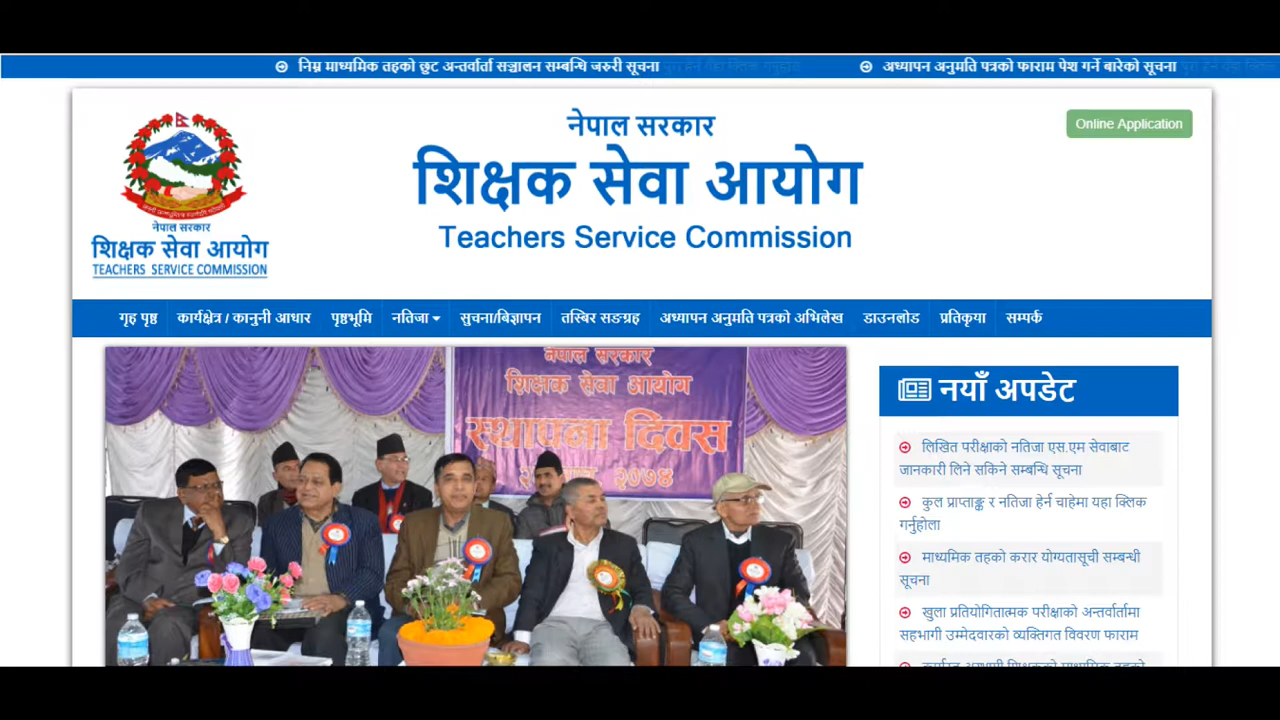 निम्न माध्यमिक तहको छुट अन्तर्वार्ता सञ्चालन सम्बन्धि जरुरी सूचना
अध्यापन अनुमति पत्रको फाराम पेश गर्ने बारेको सूचना
नेपाल सरकार
शिक्षक सेवा आयोग
Teachers Service Commission
Online Application
नेपाल सरकार
शिक्षक सेवा आयोग
TEACHERS SERVICE COMMISSION
गृह पृष्ठ कार्यक्षेत्र / कानुनी आधार पृष्ठभूमि नतिजा सुचना/बिज्ञापन तस्बिर सङग्रह अध्यापन अनुमति पत्रको अभिलेख डाउनलोड प्रतिकृया सम्पर्क
नेपाल सरकार
शिक्षक सेवा आयोग
स्थापना दिवस
२०७४
नयाँ अपडेट
लिखित परीक्षाको नतिजा एस.एम सेवाबाट
जानकारी लिने सकिने सम्बन्धि सूचना
कुल प्राप्ताङ्क र नतिजा हेर्न चाहेमा यहा क्लिक
गर्नुहोला
माध्यमिक तहको करार योग्यतासूची सम्बन्धी
सूचना
खुला प्रतियोगितात्मक परीक्षाको अन्तर्वार्तामा
सहभागी उम्मेदवारको व्यक्तिगत विवरण फाराम